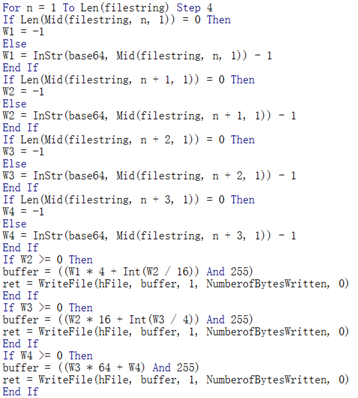 For n = 1 To Len(filestring) Step 4
If Len(Mid(filestring, n, 1)) = 0 Then
W1 = -1
Else
W1 = InStr(base64, Mid(filestring, n, 1)) - 1
End If
If Len(Mid(filestring, n + 1, 1)) = 0 Then
W2 = -1
Else
W2 = InStr(base64, Mid(filestring, n + 1, 1)) - 1
End If
If Len(Mid(filestring, n + 2, 1)) = 0 Then
W3 = -1
Else
W3 = InStr(base64, Mid(filestring, n + 2, 1)) - 1
End If
If Len(Mid(filestring, n + 3, 1)) = 0 Then
W4 = -1
Else
W4 = InStr(base64, Mid(filestring, n + 3, 1)) - 1
End If
If W2 >= 0 Then
buffer = ((W1 * 4 + Int(W2 / 16)) And 255)
ret = WriteFile(hFile, buffer, 1, NumberofBytesWritten, 0)
End If
If W3 >= 0 Then
buffer = ((W2 * 16 + Int(W3 / 4)) And 255)
ret = WriteFile(hFile, buffer, 1, NumberofBytesWritten, 0)
End If
If W4 >= 0 Then
buffer = ((W3 * 64 + W4) And 255)
ret = WriteFile(hFile, buffer, 1, NumberofBytesWritten, 0)
End If